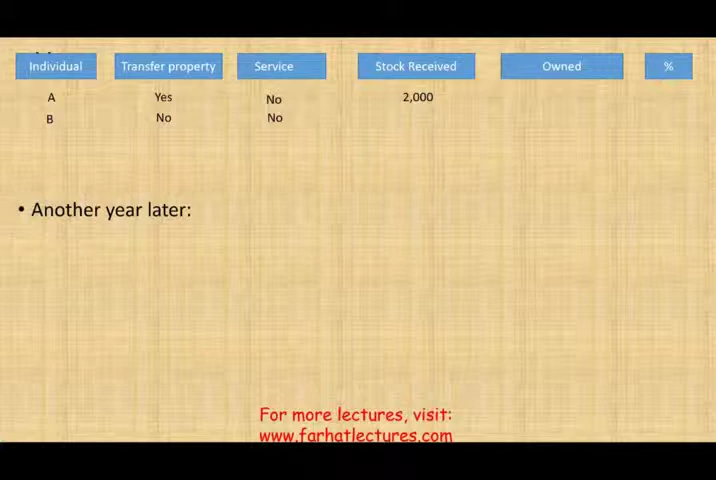 Individual Transfer property Service Stock Received Owned %
A Yes No 2,000
B No No
• Another year later:
For more lectures, visit:
www.farhatlectures.com